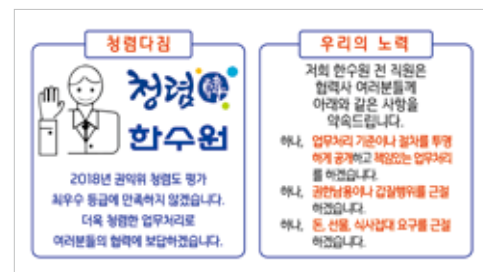 청렴다짐
청렴
한수원
2018년 권익위 청렴도 평가
최우수 등급에 만족하지 않겠습니다.
더욱 청렴한 업무처리로
여러분들의 협력에 보답하겠습니다.
우리의 노력
저희 한수원 전 직원은
협력사 여러분들께
아래와 같은 사항을
약속드립니다.
하나, 업무처리 기준이나 절차를 투명
하게 공개하고 책임있는 업무처리
를 하겠습니다.
하나, 권한남용이나 갑질행위를 근절
하겠습니다.
하나, 돈, 선물, 식사접대 요구를 근절
하겠습니다.